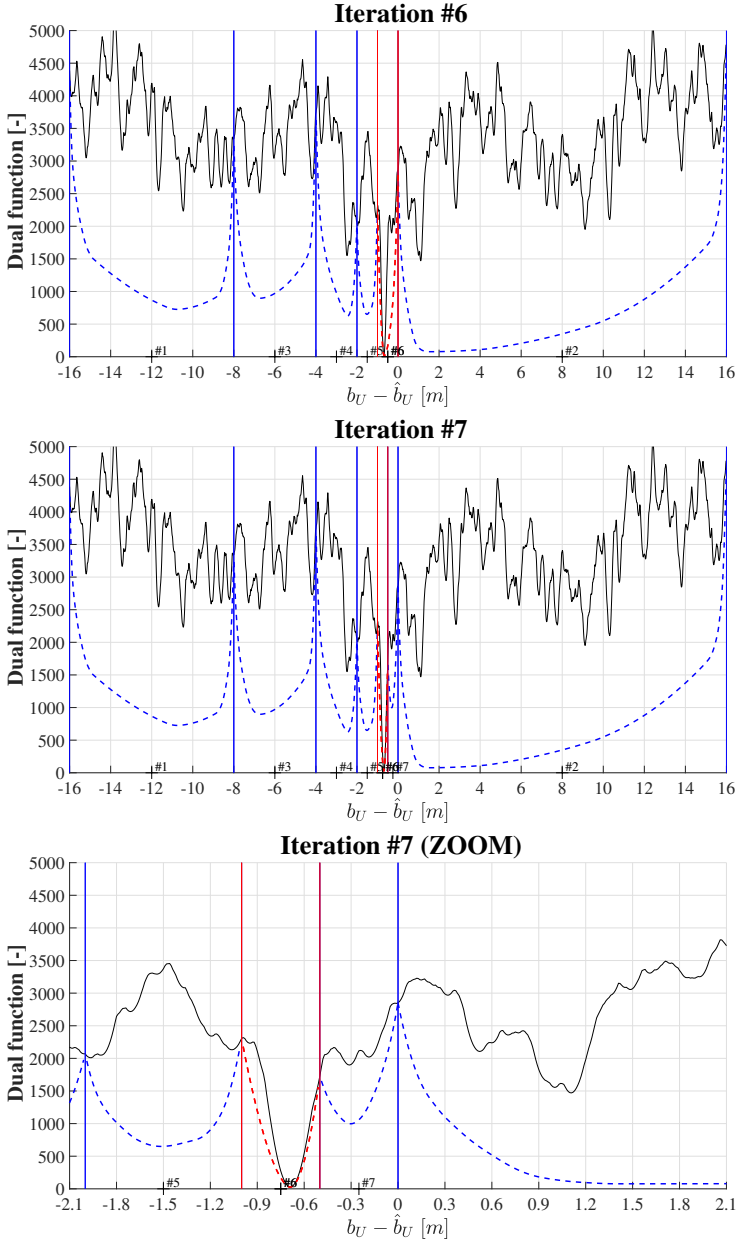 Iteration #6
Dual function [-]
5000
4500
4000
3500
3000
2500
2000
1500
1000
500
0
#1 #3 #4 #5 #6 #2
-16 -14 -12 -10 -8 -6 -4 -2 0 2 4 6 8 10 12 14 16
b_U − b̂_U [m]
Iteration #7
Dual function [-]
5000
4500
4000
3500
3000
2500
2000
1500
1000
500
0
#1 #3 #4 #5 #7 #2
-16 -14 -12 -10 -8 -6 -4 -2 0 2 4 6 8 10 12 14 16
b_U − b̂_U [m]
Iteration #7 (ZOOM)
Dual function [-]
5000
4500
4000
3500
3000
2500
2000
1500
1000
500
0
#5 #7
-2.1 -1.8 -1.5 -1.2 -0.9 -0.6 -0.3 0 0.3 0.6 0.9 1.2 1.5 1.8 2.1
b_U − b̂_U [m]